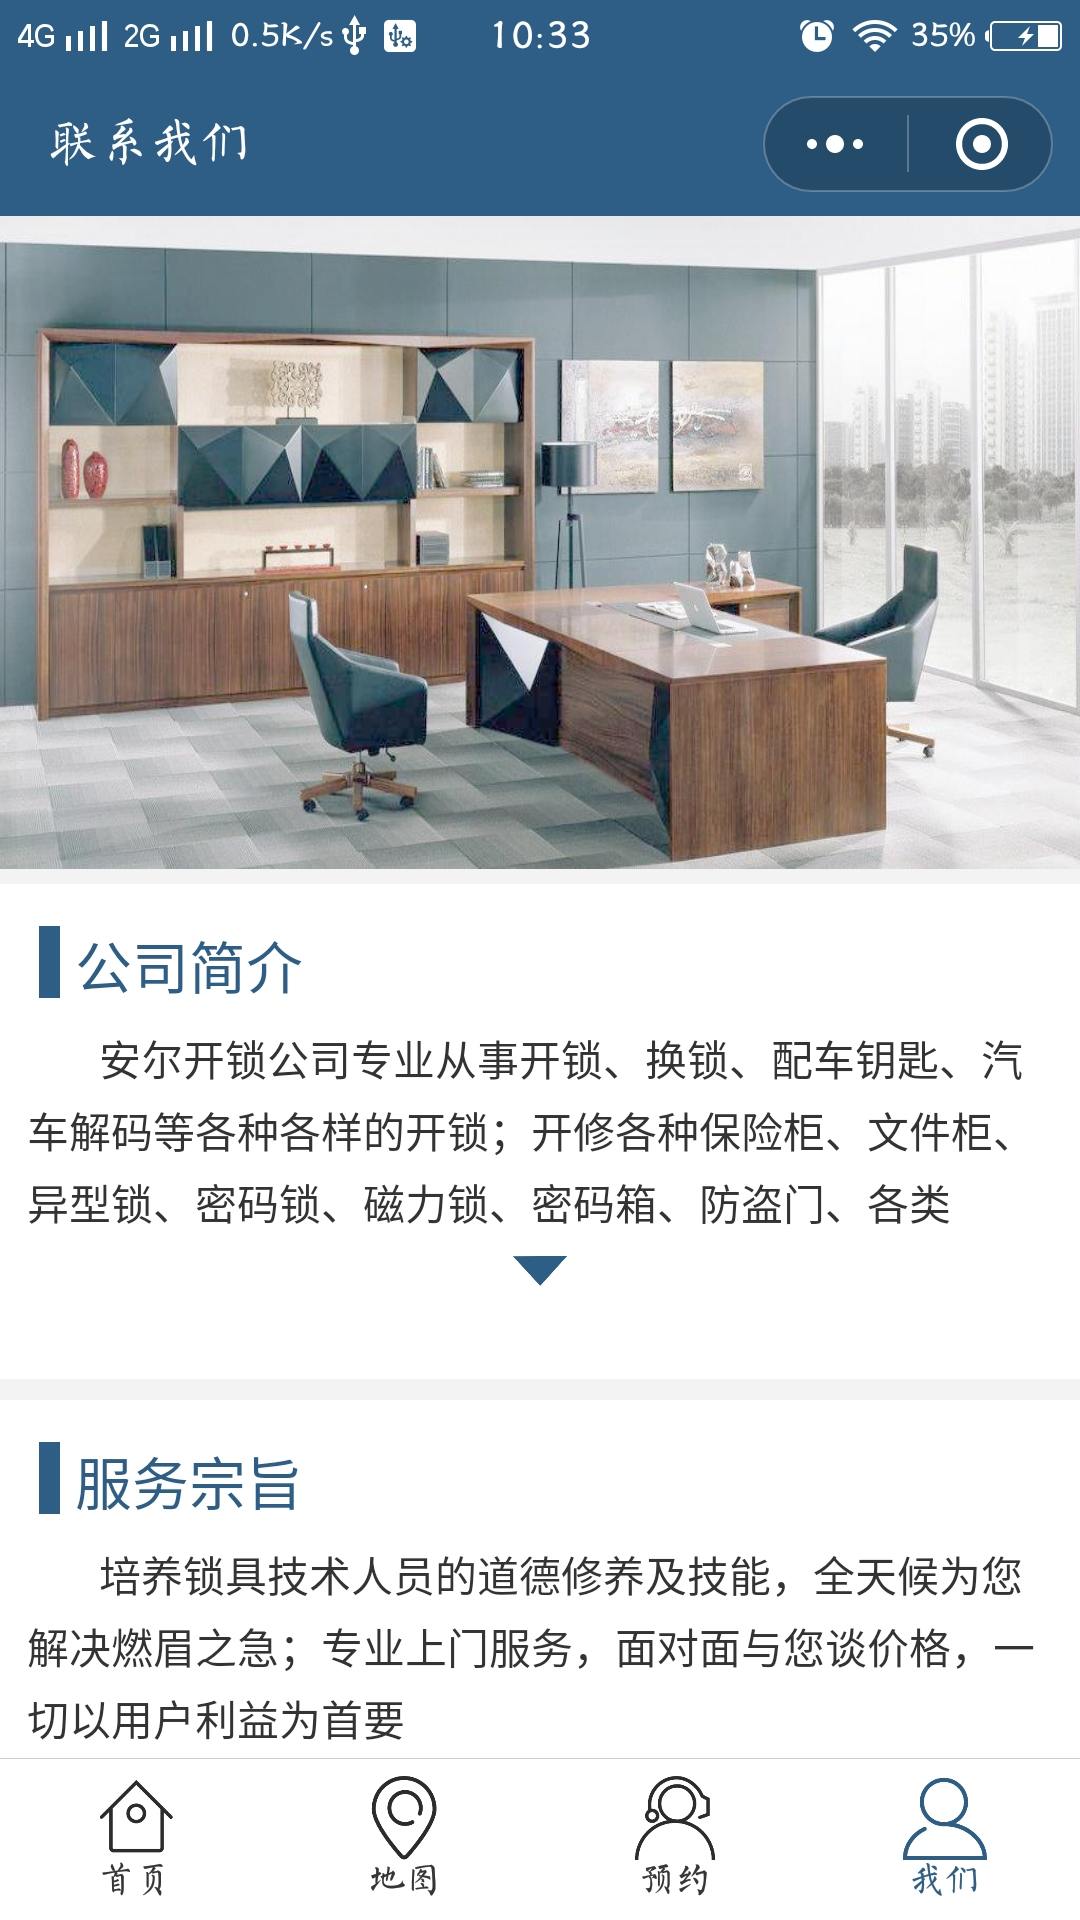 4G 2G 0.5K/s 10:33 35%
联系我们
公司简介
安尔开锁公司专业从事开锁、换锁、配车钥匙、汽
车解码等各种各样的开锁；开修各种保险柜、文件柜、
异型锁、密码锁、磁力锁、密码箱、防盗门、各类
服务宗旨
培养锁具技术人员的道德修养及技能，全天候为您
解决燃眉之急；专业上门服务，面对面与您谈价格，一
切以用户利益为首要
首页 地图 预约 我们